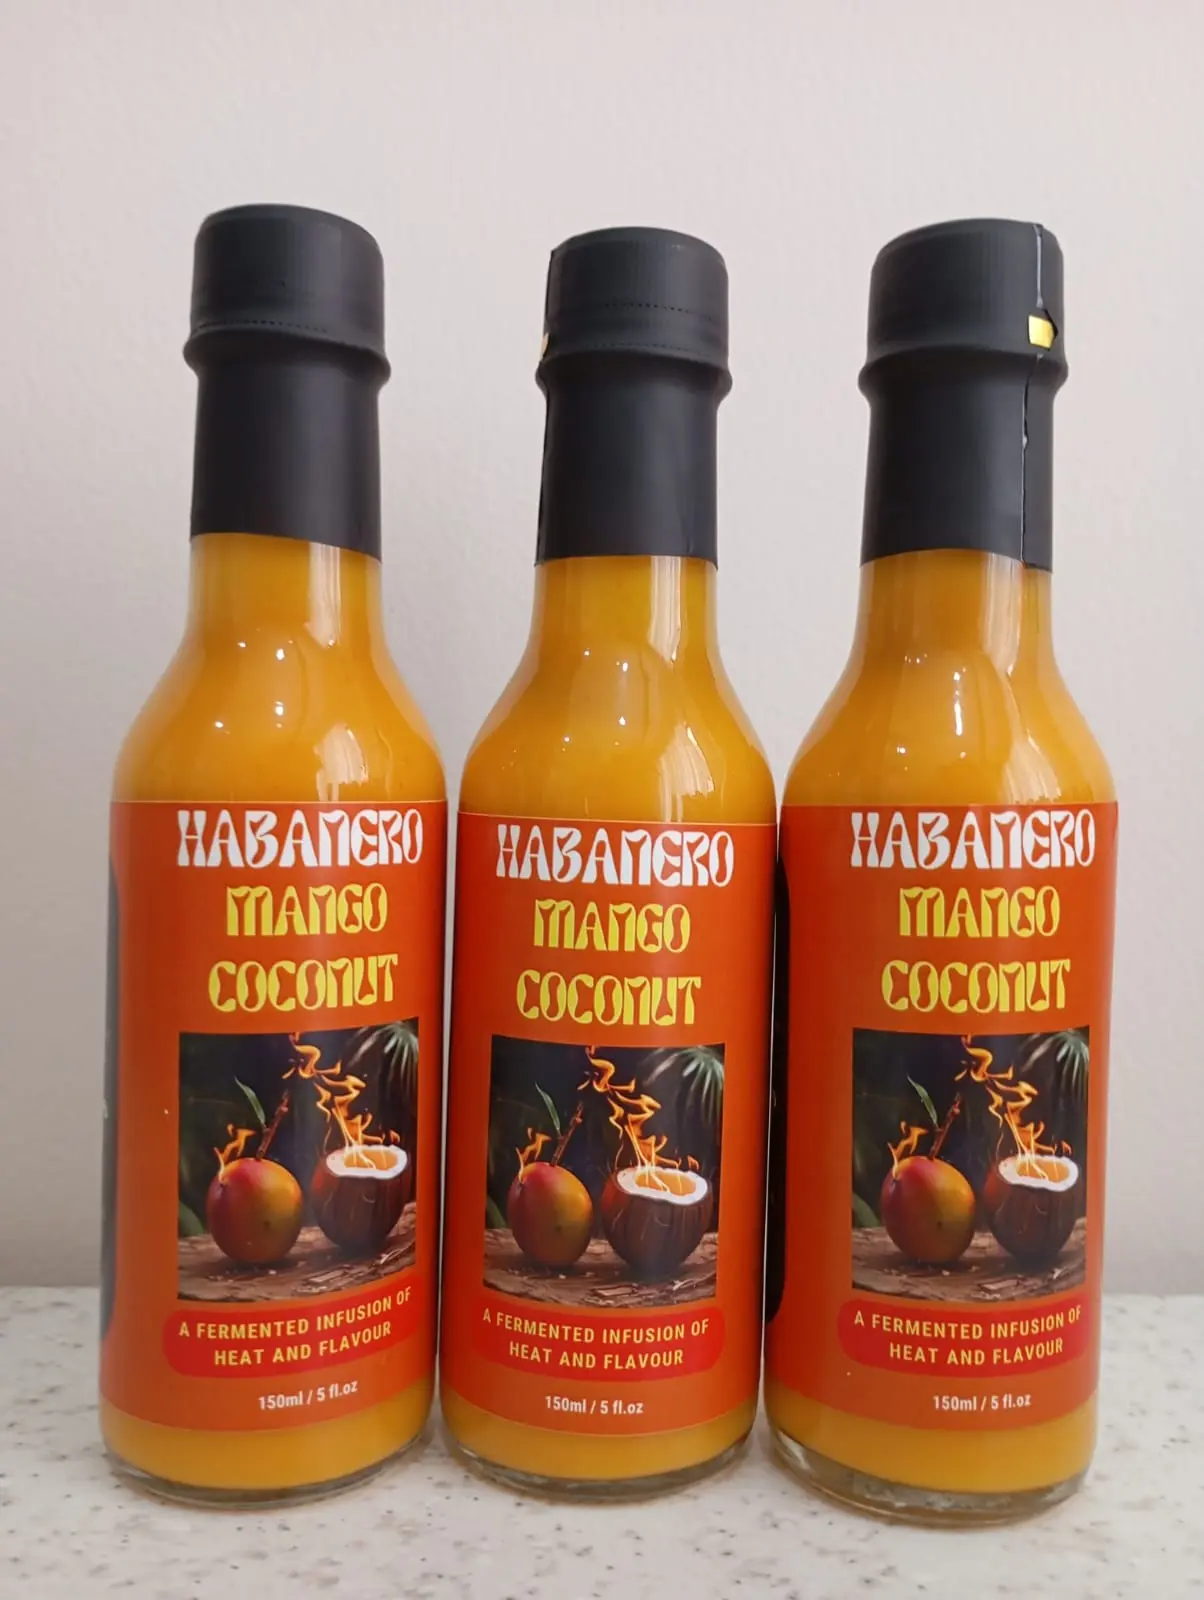 HABANERO
MANGO
COCONUT
A FERMENTED INFUSION OF
HEAT AND FLAVOUR
150ml / 5 fl.oz
HABANERO
MANGO
COCONUT
A FERMENTED INFUSION OF
HEAT AND FLAVOUR
150ml / 5 fl.oz
HABANERO
MANGO
COCONUT
A FERMENTED INFUSION OF
HEAT AND FLAVOUR
150ml / 5 fl.oz